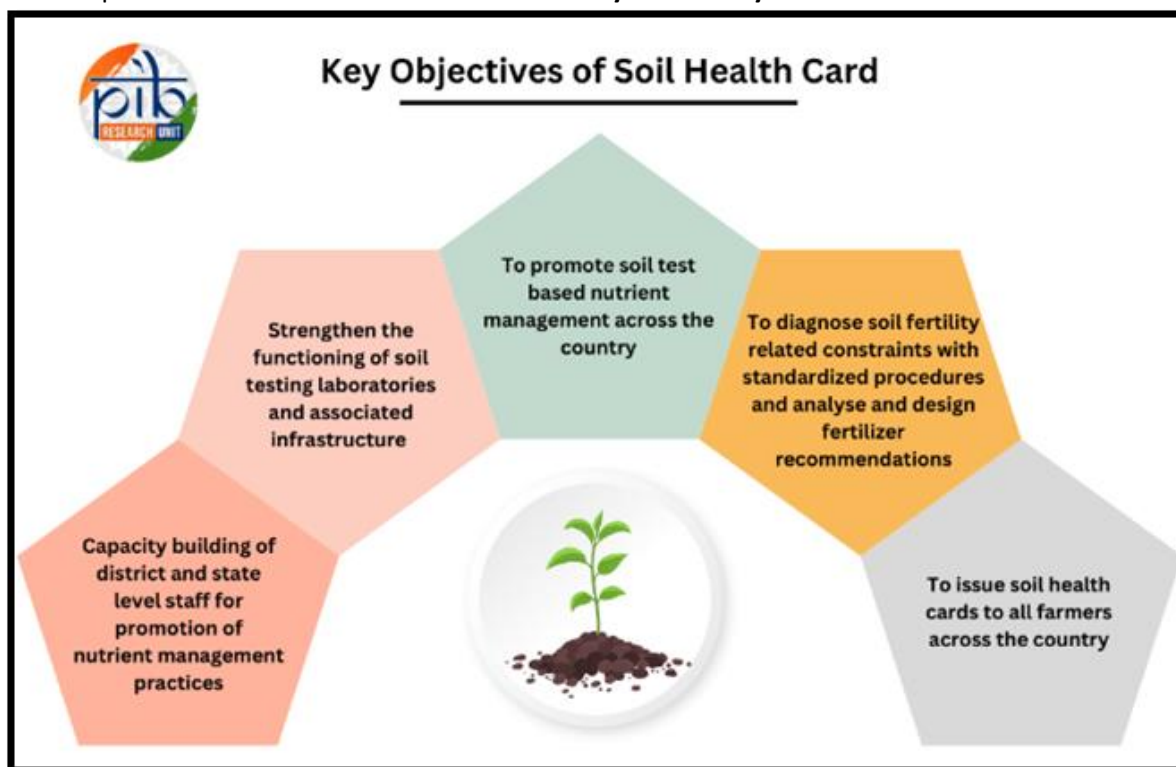 pib
RESEARCH UNIT
Key Objectives of Soil Health Card
Capacity building of
district and state
level staff for
promotion of
nutrient management
practices
Strengthen the
functioning of soil
testing laboratories
and associated
infrastructure
To promote soil test
based nutrient
management across the
country
To diagnose soil fertility
related constraints with
standardized procedures
and analyse and design
fertilizer
recommendations
To issue soil health
cards to all farmers
across the country